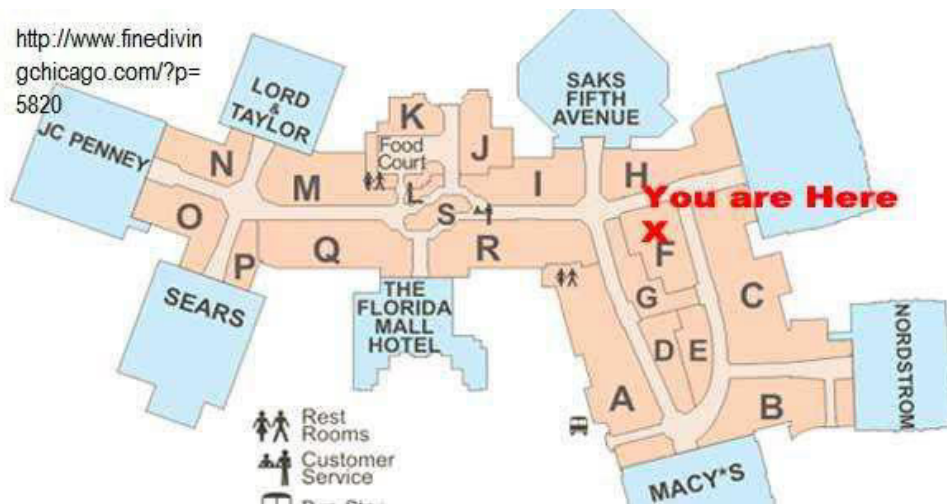 http://www.finedivin
gchicago.com/?p=
5820
LORD
&
TAYLOR
SAKS
FIFTH
AVENUE
JC PENNEY
K
Food
Court
J
N
M
L
I
H
You are Here
X
O
S
F
P
Q
R
G
C
SEARS
THE
FLORIDA
MALL
HOTEL
D
E
NORDSTROM
A
B
Rest
Rooms
Customer
Service
MACY*S